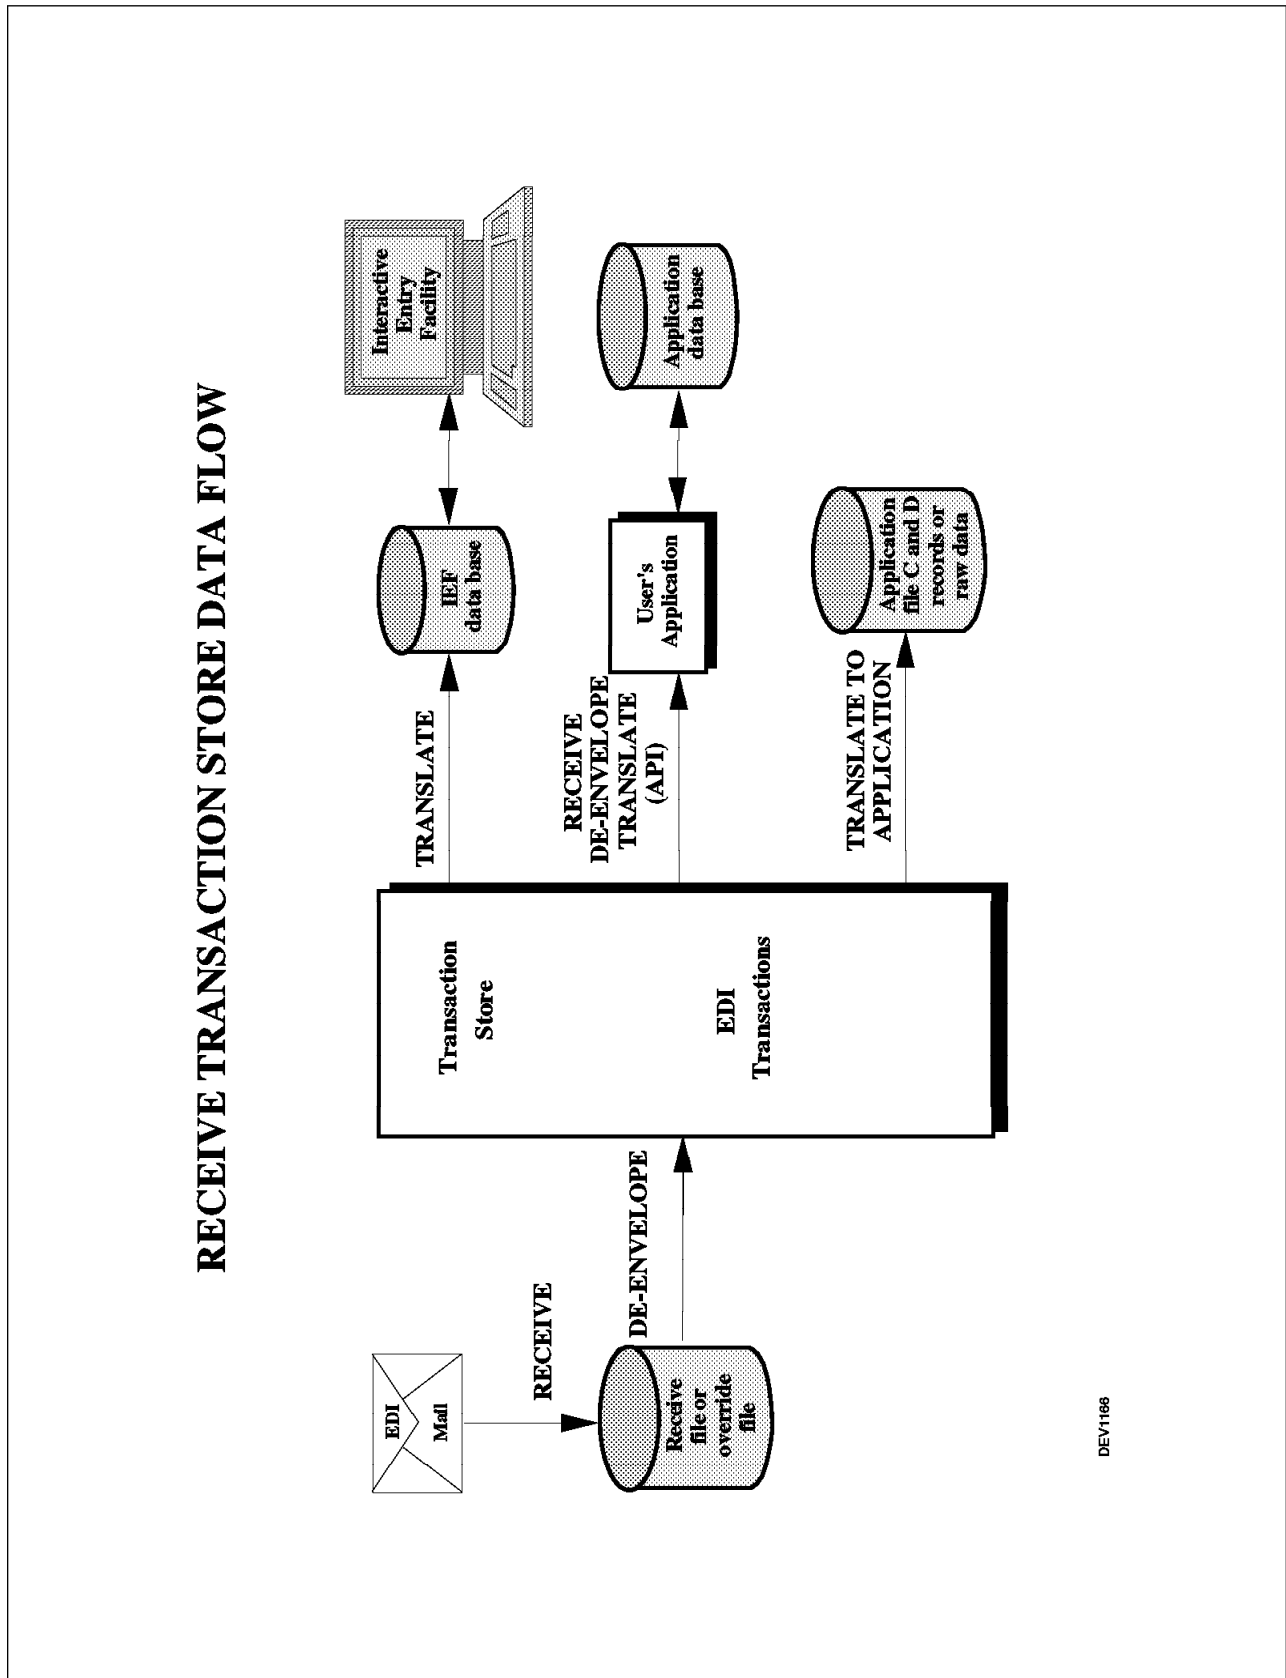 RECEIVE TRANSACTION STORE DATA FLOW
EDI
Mail
RECEIVE
Receive
file or
override
file
DE-ENVELOPE
Transaction
Store
EDI
Transactions
TRANSLATE
IEF
data base
Interactive
Entry
Facility
RECEIVE
DE-ENVELOPE
TRANSLATE
(API)
User's
Application
Application
data base
TRANSLATE TO
APPLICATION
Application
file C and D
records or
raw data
DEV1166